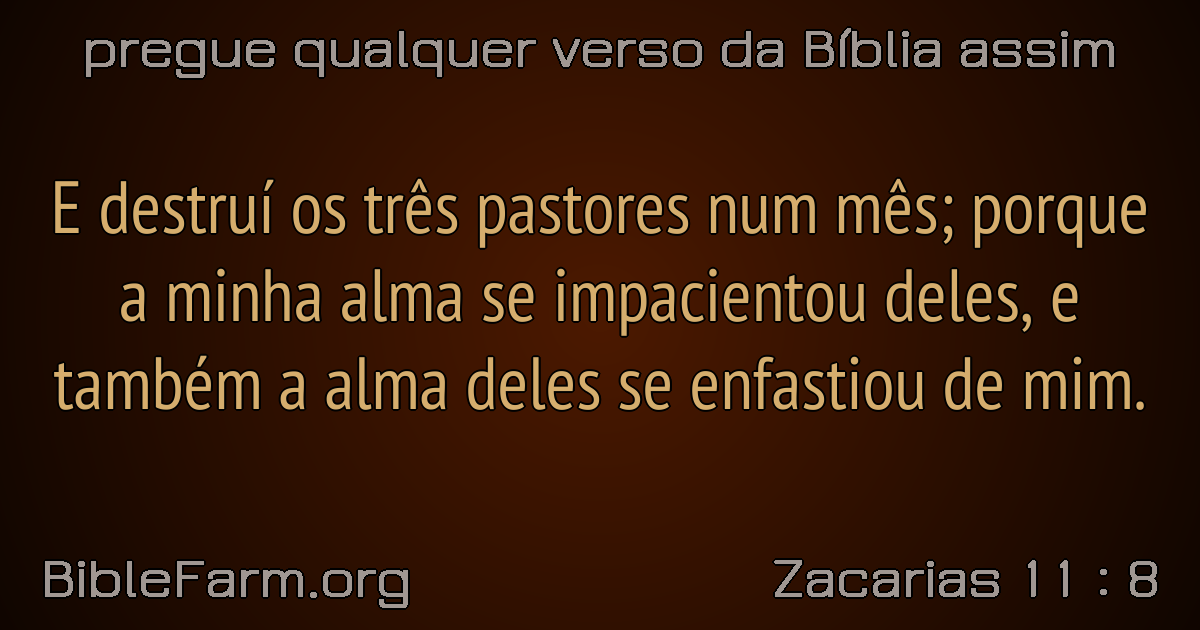 pregue qualquer verso da Bíblia assim
E destruí os três pastores num mês; porque
a minha alma se impacientou deles, e
também a alma deles se enfastiou de mim.
BibleFarm.org
Zacarias 11 : 8